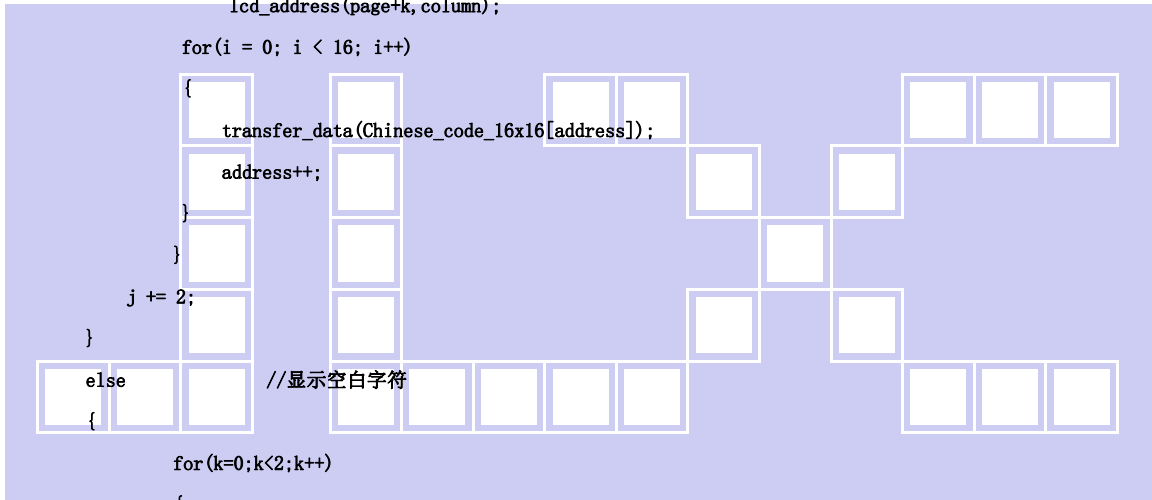 lcd_address(page+k,column);
for(i = 0; i < 16; i++)
{
transfer_data(Chinese_code_16x16[address]);
address++;
}
}
j += 2;
}
else //显示空白字符
{
for(k=0;k<2;k++)
{